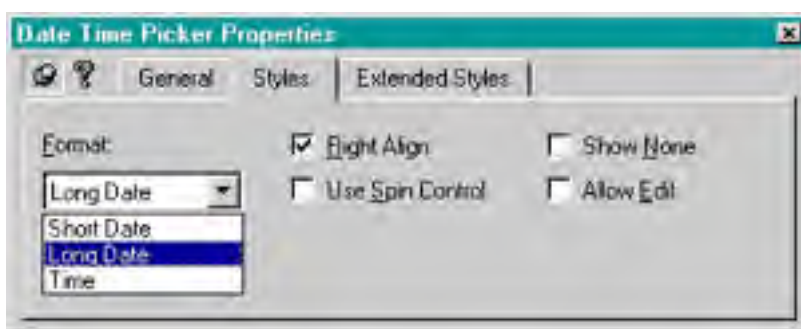 Date Time Picker Properties
General Styles Extended Styles
Format: Right Align Show None
Long Date Use Spin Control Allow Edit
Short Date
Long Date
Time